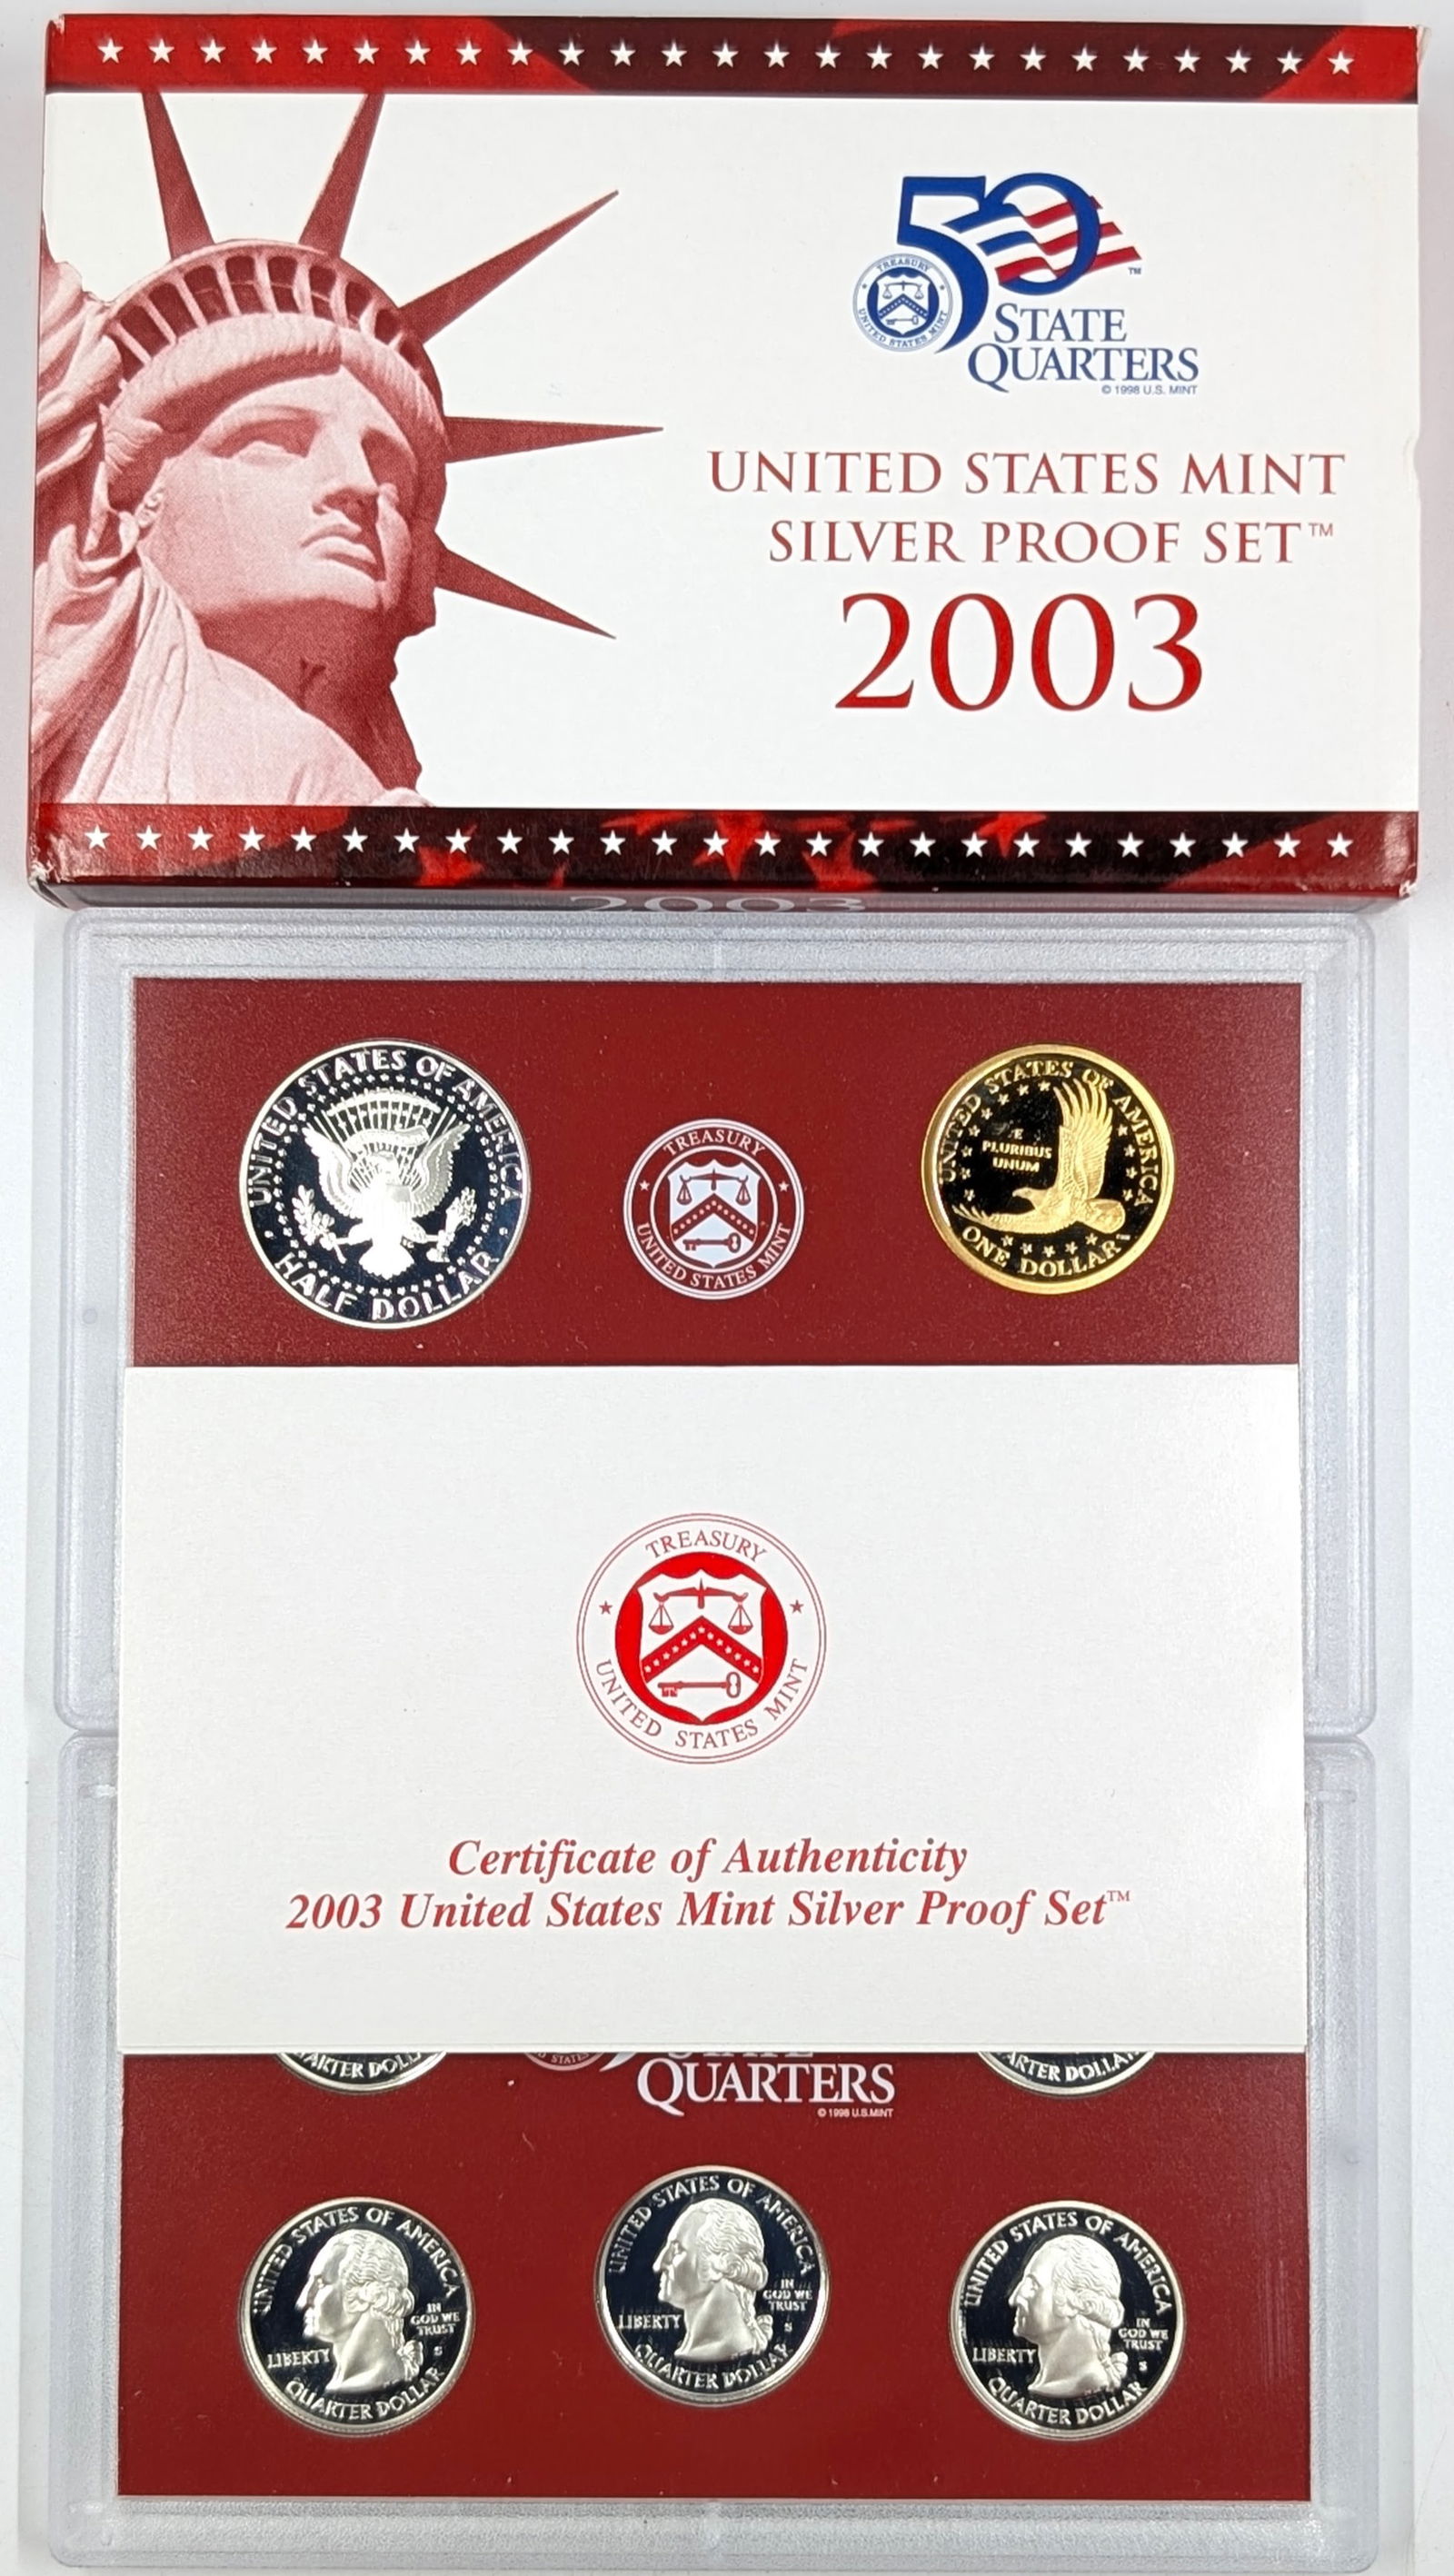 50
TREASURY
UNITED STATES MINT
TM
STATE
QUARTERS
© 1998 U.S. MINT
UNITED STATES MINT
SILVER PROOF SET™
2003
2003
UNITED STATES OF AMERICA
HALF DOLLAR
TREASURY
UNITED STATES MINT
UNITED STATES OF AMERICA
E
PLURIBUS
UNUM
ONE DOLLAR
TREASURY
UNITED STATES MINT
Certificate of Authenticity
2003 United States Mint Silver Proof Set™
QUARTERS
© 1998 U.S.MINT
UNITED STATES OF AMERICA
IN
GOD WE
TRUST
S
LIBERTY
QUARTER DOLLAR
UNITED STATES OF AMERICA
IN
GOD WE
TRUST
S
LIBERTY
QUARTER DOLLAR
UNITED STATES OF AMERICA
IN
GOD WE
TRUST
S
LIBERTY
QUARTER DOLLAR